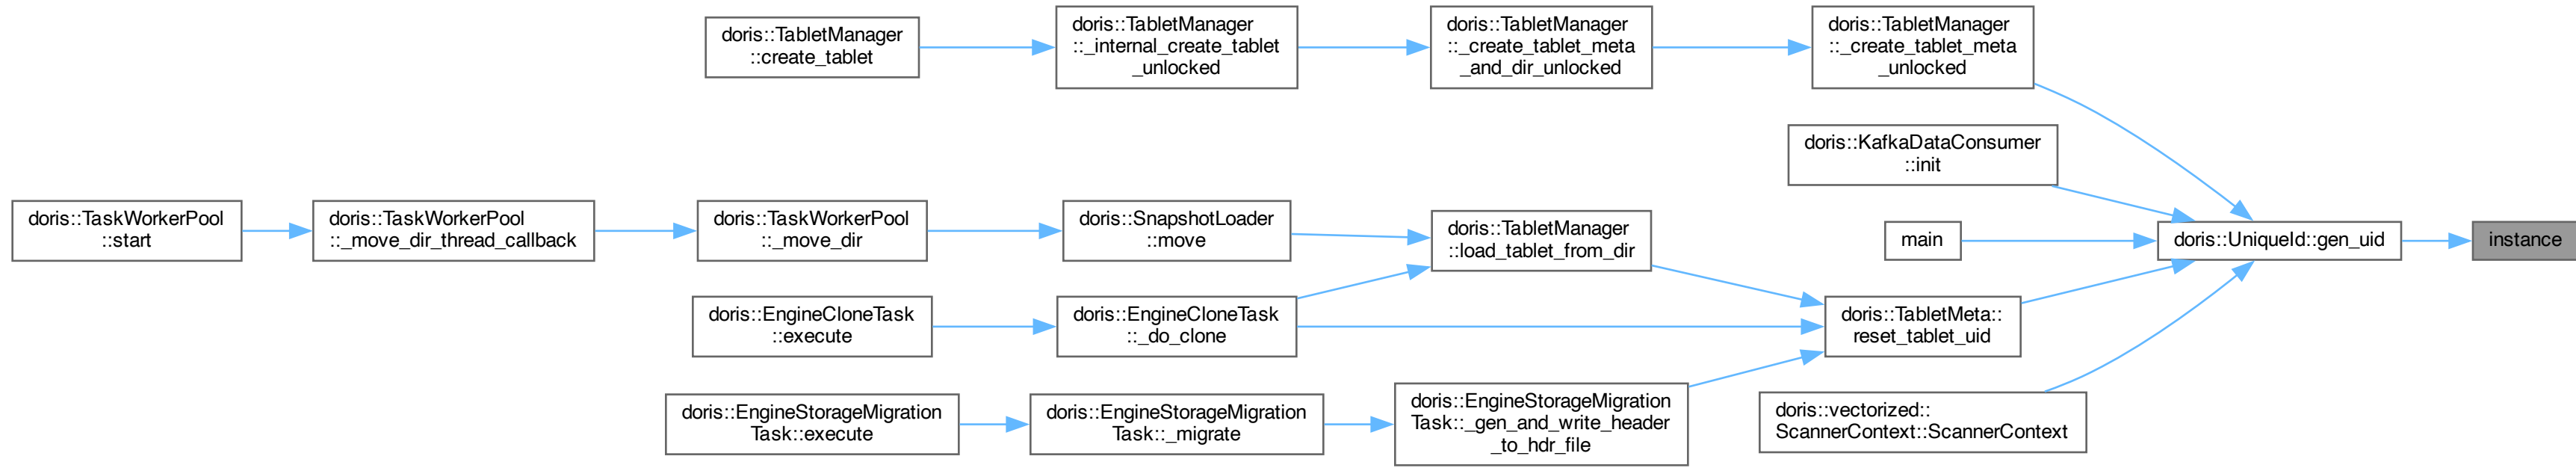 doris::TabletManager
::create_tablet
doris::TabletManager
::_internal_create_tablet
_unlocked
doris::TabletManager
::_create_tablet_meta
_and_dir_unlocked
doris::TabletManager
::_create_tablet_meta
_unlocked
doris::KafkaDataConsumer
::init
doris::TaskWorkerPool
::start
doris::TaskWorkerPool
::_move_dir_thread_callback
doris::TaskWorkerPool
::_move_dir
doris::SnapshotLoader
::move
doris::TabletManager
::load_tablet_from_dir
main
doris::UniqueId::gen_uid
instance
doris::EngineCloneTask
::execute
doris::EngineCloneTask
::_do_clone
doris::TabletMeta::
reset_tablet_uid
doris::EngineStorageMigration
Task::execute
doris::EngineStorageMigration
Task::_migrate
doris::EngineStorageMigration
Task::_gen_and_write_header
_to_hdr_file
doris::vectorized::
ScannerContext::ScannerContext